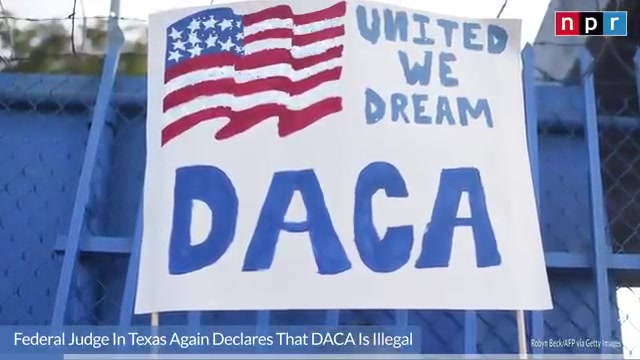 npr
UNITED
WE
DREAM
DACA
Federal Judge In Texas Again Declares That DACA Is Illegal
Robyn Beck/AFP via Getty Images